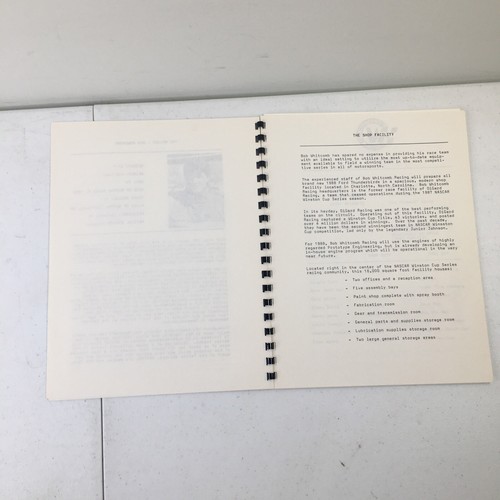 THE SHOP FACILITY
Bob Whitcomb has spared no expense in providing his race team
with an ideal setting to utilize the most up-to-date equip-
ment available to field a winning team in the most competi-
tive series in all of motorsports.
The experienced staff of Bob Whitcomb Racing will prepare all
brand new 1988 Ford Thunderbirds in a spacious, modern shop
facility located in Charlotte, North Carolina. Bob Whitcomb
Racing headquarters is the former race facility of DiGard
Racing, a team that ceased operations during the 1987 NASCAR
Winston Cup Series season.
In its heyday, DiGard Racing was one of the best performing
teams on the circuit. Operating out of this facility, DiGard
Racing captured a Winston Cup Title, 43 victories, and posted
over 4 million dollars in winnings. Over the past decade,
they have been the second winningest team in NASCAR Winston
Cup competition, led only by the legendary Junior Johnson.
For 1988, Bob Whitcomb Racing will use the engines of highly
regarded Prototype Engineering, but is already developing an
in-house engine program which will be operational in the very
near future.
Located right in the center of the NASCAR Winston Cup Series
racing community, this 18,000 square foot facility houses:
- Two offices and a reception area
- Five assembly bays
- Paint shop complete with spray booth
- Fabrication room
- Gear and transmission room
- General parts and supplies storage room
- Lubrication supplies storage room
- Two large general storage areas